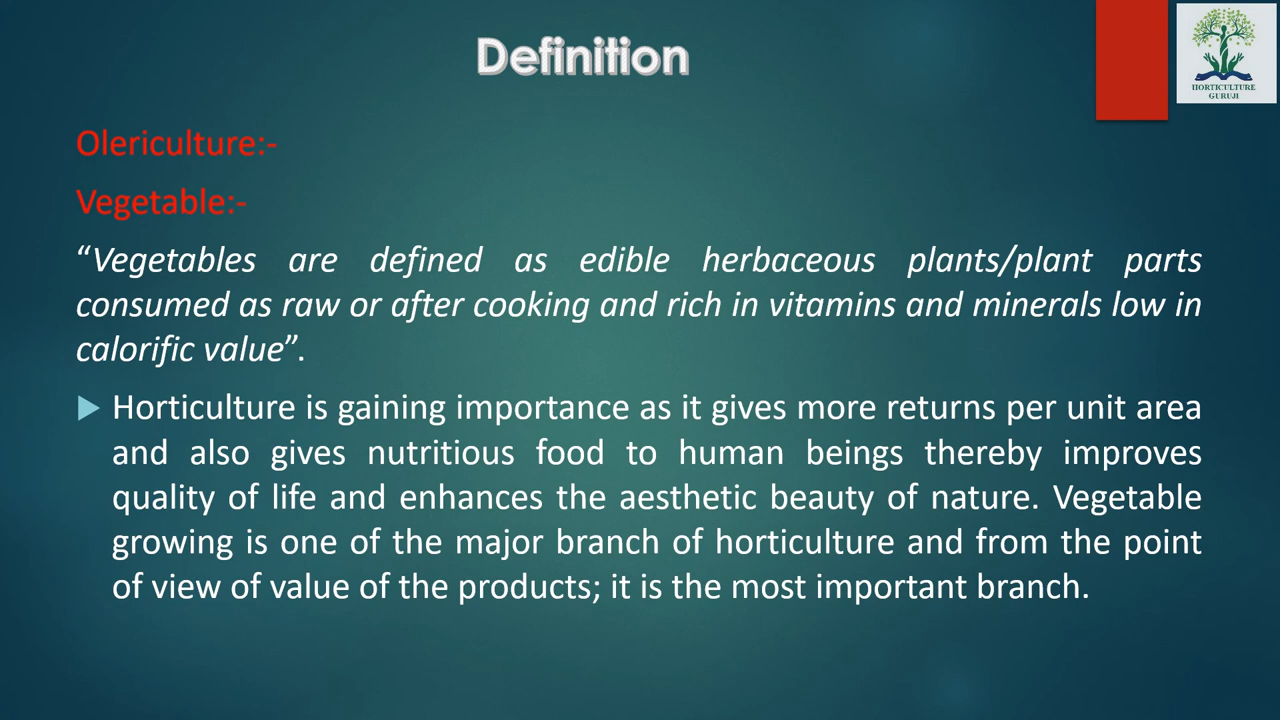 Definition
HORTICULTURE
GURUJI
Olericulture:-
Vegetable:-
“Vegetables are defined as edible herbaceous plants/plant parts
consumed as raw or after cooking and rich in vitamins and minerals low in
calorific value”.
Horticulture is gaining importance as it gives more returns per unit area
and also gives nutritious food to human beings thereby improves
quality of life and enhances the aesthetic beauty of nature. Vegetable
growing is one of the major branch of horticulture and from the point
of view of value of the products; it is the most important branch.